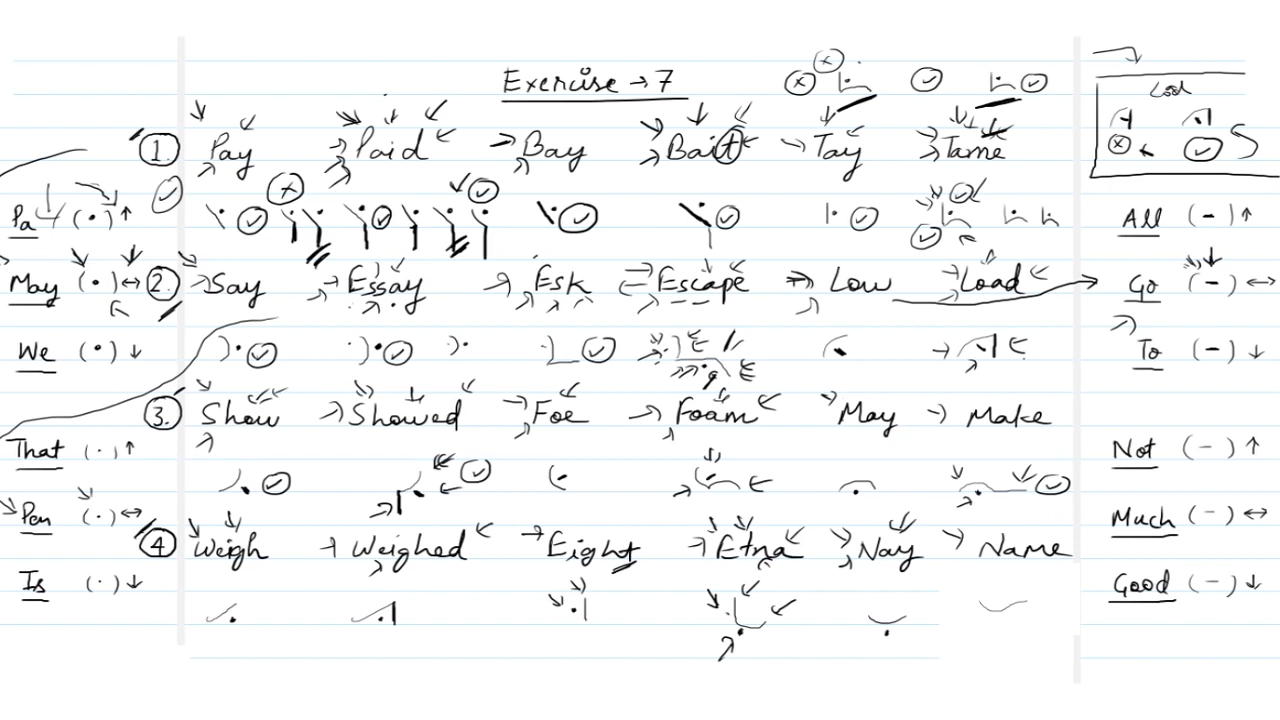 Exercise → 7
1. Pay Paid Bay Bait Tay Tame
Load
Pa (•) ↑
All (-) ↑
May (•) ↔
2. Say Essay Esk Escape Low Load
Go (-) ↔
We (•) ↓
To (-) ↓
3. Show Showed Foe Foam May Make
That (·) ↑
Not (-) ↑
Pen (·) ↔
Much (-) ↔
4. Weigh Weighed Eight Etna Nay Name
Is (·) ↓
Good (-) ↓